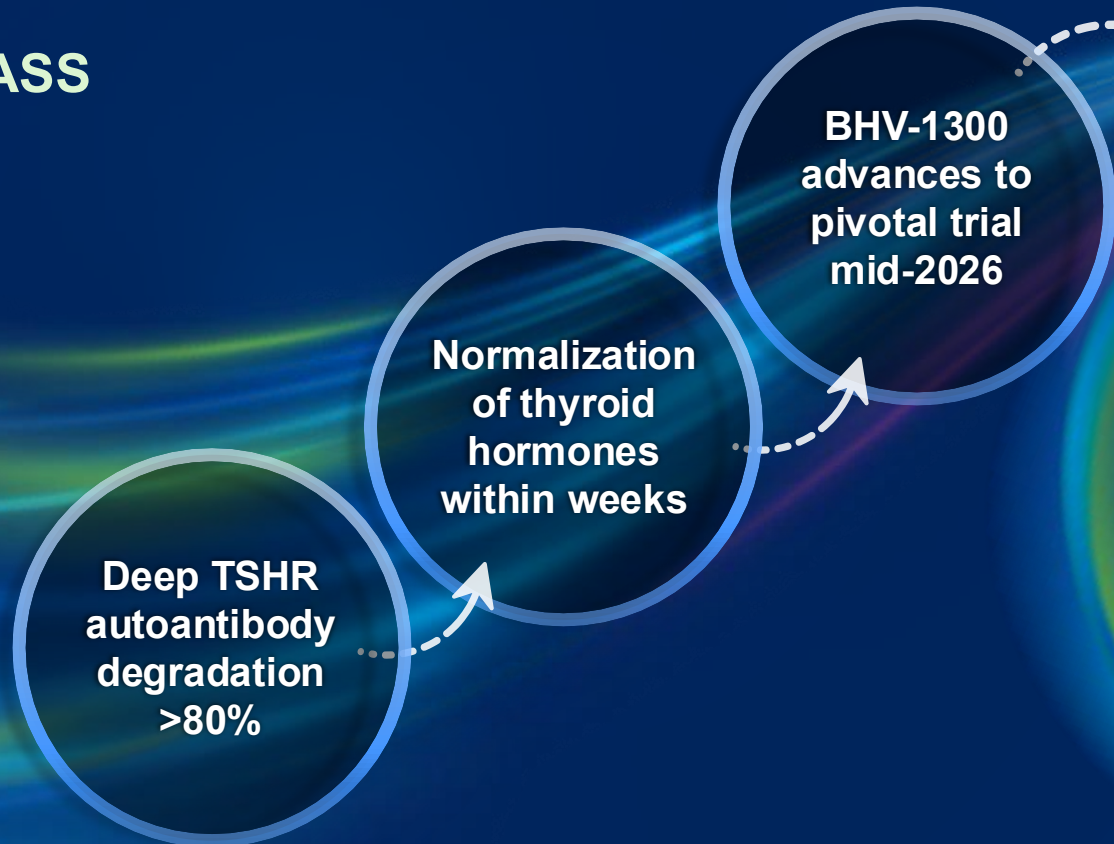 ASS
Deep TSHR
autoantibody
degradation
>80%
Normalization
of thyroid
hormones
within weeks
BHV-1300
advances to
pivotal trial
mid-2026